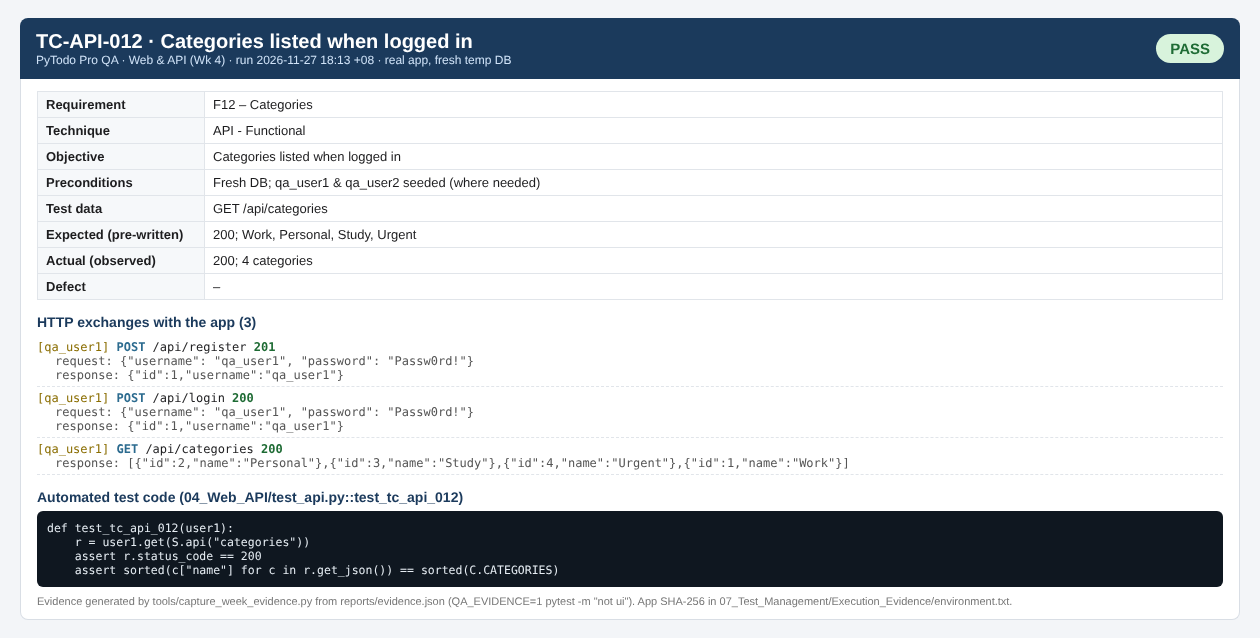 TC-API-012 · Categories listed when logged in
PyTodo Pro QA · Web & API (Wk 4) · run 2026-11-27 18:13 +08 · real app, fresh temp DB
PASS
Requirement F12 – Categories
Technique API - Functional
Objective Categories listed when logged in
Preconditions Fresh DB; qa_user1 & qa_user2 seeded (where needed)
Test data GET /api/categories
Expected (pre-written) 200; Work, Personal, Study, Urgent
Actual (observed) 200; 4 categories
Defect –
HTTP exchanges with the app (3)
[qa_user1] POST /api/register 201
request: {"username": "qa_user1", "password": "Passw0rd!"}
response: {"id":1,"username":"qa_user1"}
[qa_user1] POST /api/login 200
request: {"username": "qa_user1", "password": "Passw0rd!"}
response: {"id":1,"username":"qa_user1"}
[qa_user1] GET /api/categories 200
response: [{"id":2,"name":"Personal"},{"id":3,"name":"Study"},{"id":4,"name":"Urgent"},{"id":1,"name":"Work"}]
Automated test code (04_Web_API/test_api.py::test_tc_api_012)
def test_tc_api_012(user1):
    r = user1.get(S.api("categories"))
    assert r.status_code == 200
    assert sorted(c["name"] for c in r.get_json()) == sorted(C.CATEGORIES)
Evidence generated by tools/capture_week_evidence.py from reports/evidence.json (QA_EVIDENCE=1 pytest -m "not ui"). App SHA-256 in 07_Test_Management/Execution_Evidence/environment.txt.